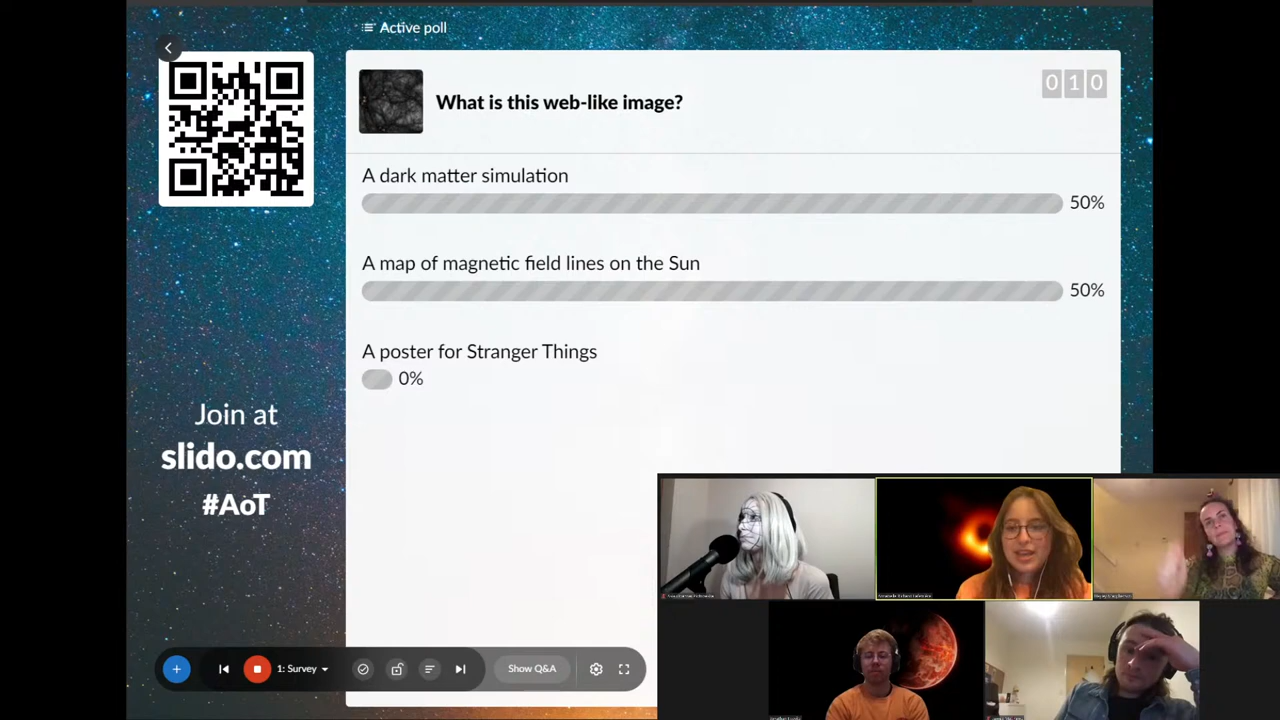 Active poll
What is this web-like image?
0 1 0
A dark matter simulation
50%
A map of magnetic field lines on the Sun
50%
A poster for Stranger Things
0%
Join at
slido.com
#AoT
1: Survey
Show Q&A